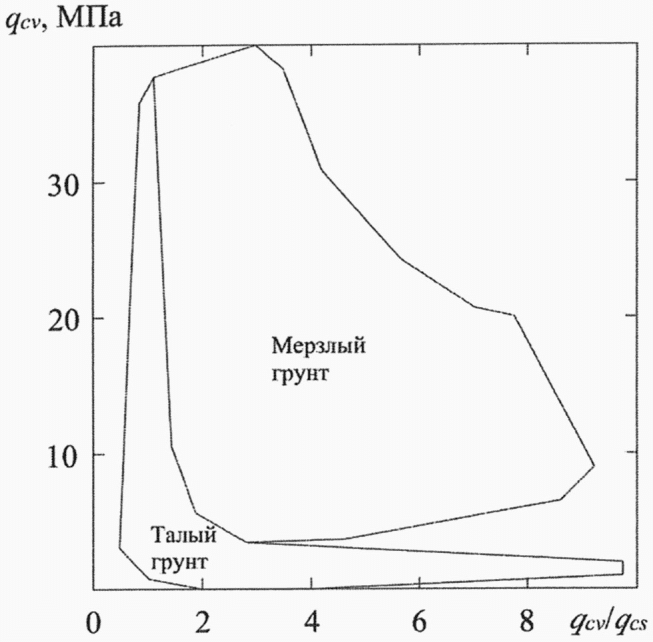 qcv, МПа
30
20
10
Мерзлый
грунт
Талый
грунт
0 2 4 6 8 qcv/qcs